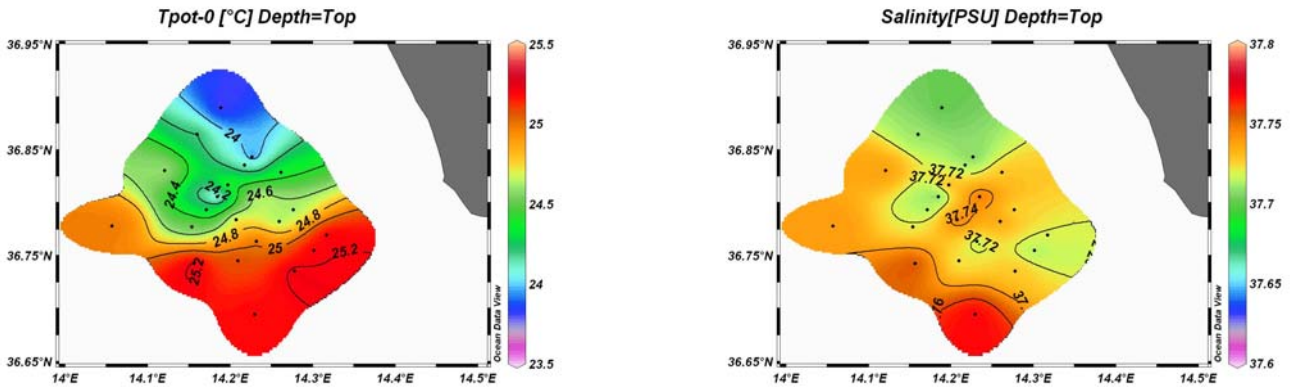 Tpot-0 [°C] Depth=Top
36.95°N
36.85°N
36.75°N
36.65°N
14°E
14.1°E
14.2°E
14.3°E
14.4°E
14.5°E
24
24.4
24.2
24.6
24.8
24.8
25
25.2
25.2
25.5
25
24.5
24
23.5
Ocean Data View
Salinity[PSU] Depth=Top
36.95°N
36.85°N
36.75°N
36.65°N
14°E
14.1°E
14.2°E
14.3°E
14.4°E
14.5°E
37.72
37.72
37.74
37.72
37.8
37.75
37.7
37.65
37.6
Ocean Data View